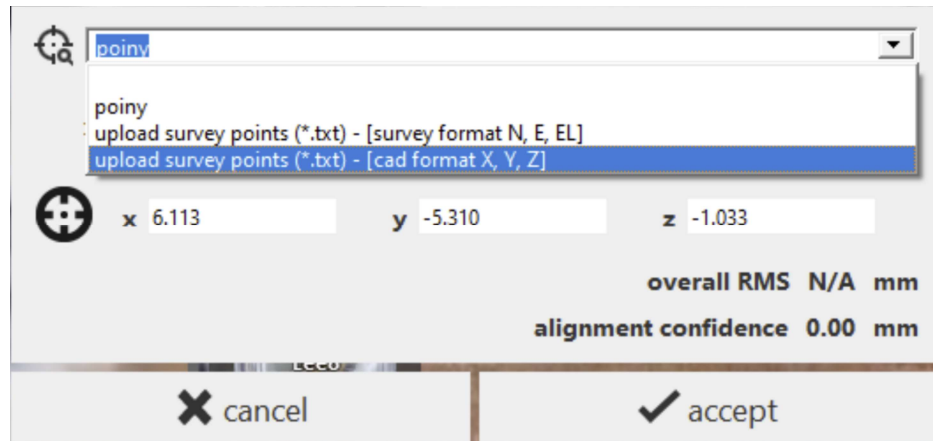 poiny
poiny
upload survey points (*.txt) - [survey format N, E, EL]
upload survey points (*.txt) - [cad format X, Y, Z]
x 6.113 y -5.310 z -1.033
overall RMS N/A mm
alignment confidence 0.00 mm
cancel accept